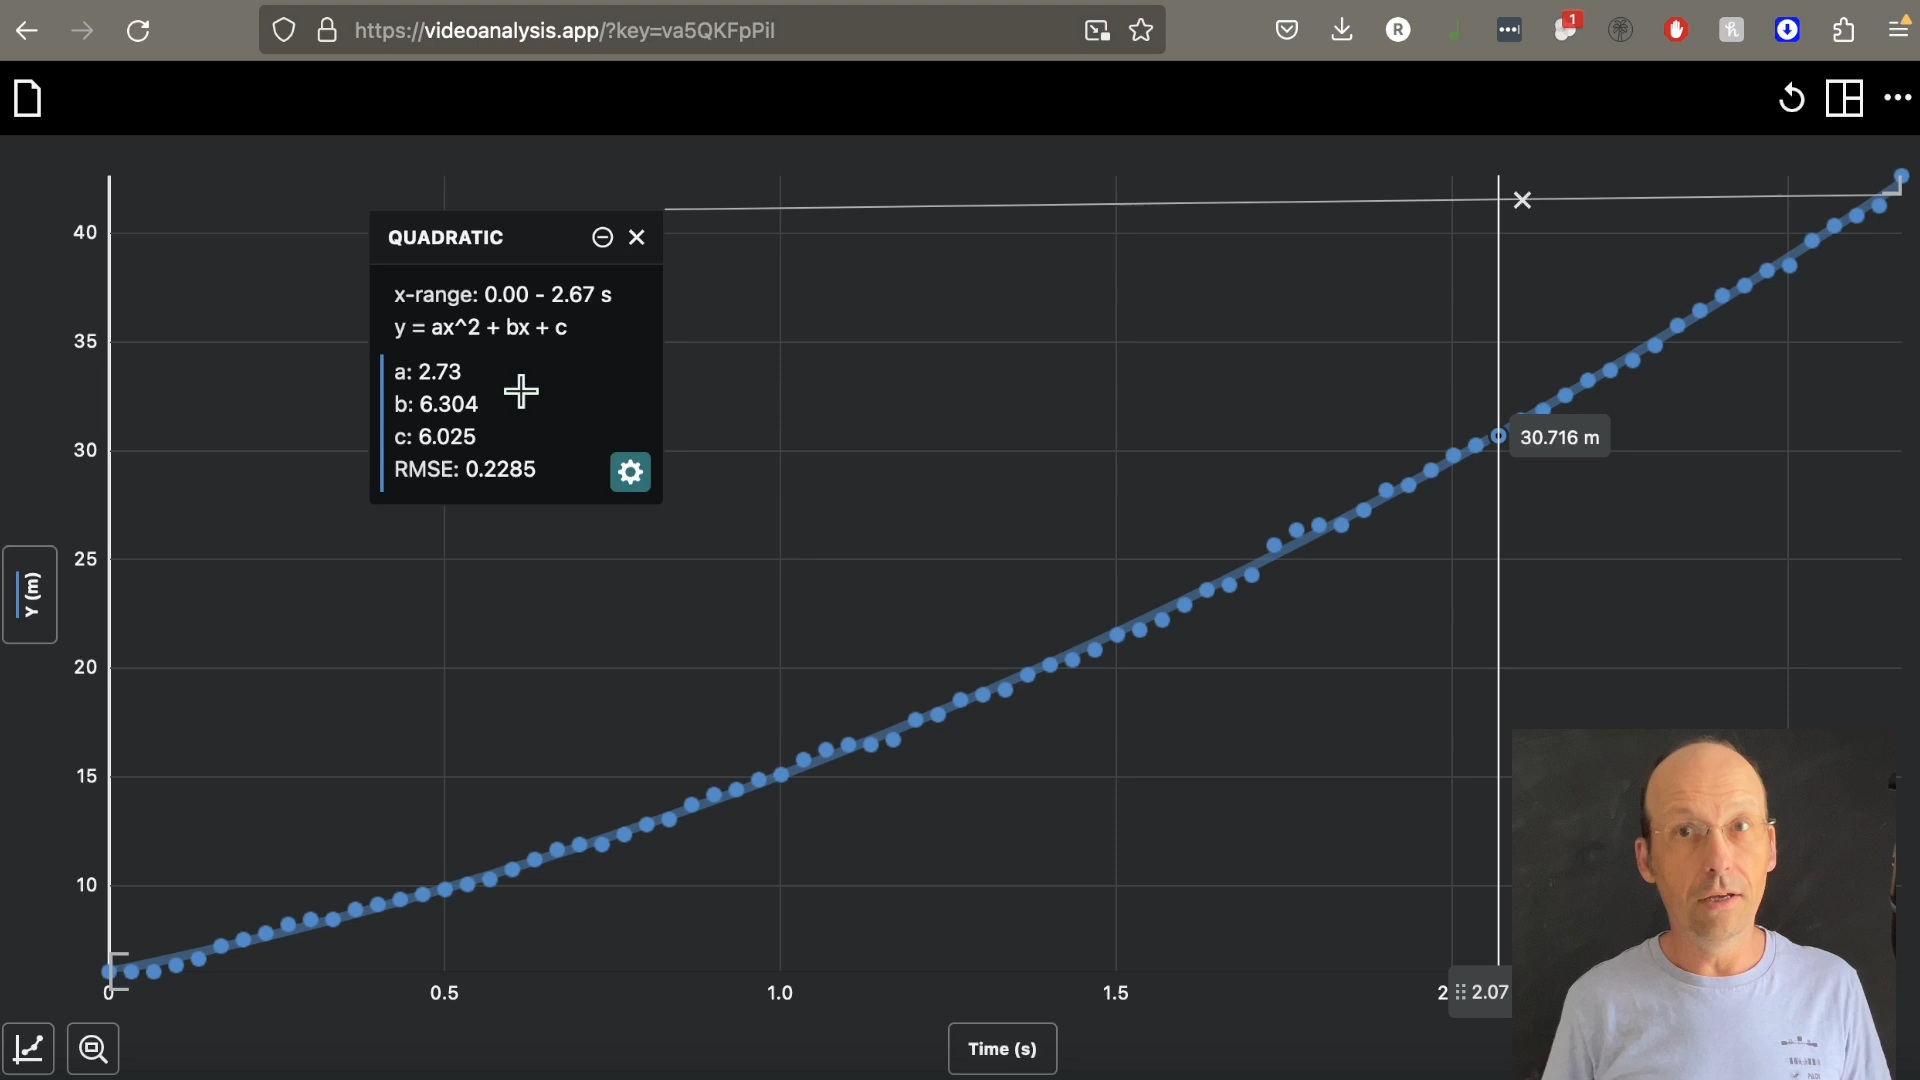 https://videoanalysis.app/?key=va5QKFpPiI
R
1
QUADRATIC
x-range: 0.00 - 2.67 s
y = ax^2 + bx + c
a: 2.73
b: 6.304
c: 6.025
RMSE: 0.2285
40
35
30
25
20
15
10
Y (m)
30.716 m
0
0.5
1.0
1.5
2
2.07
Time (s)